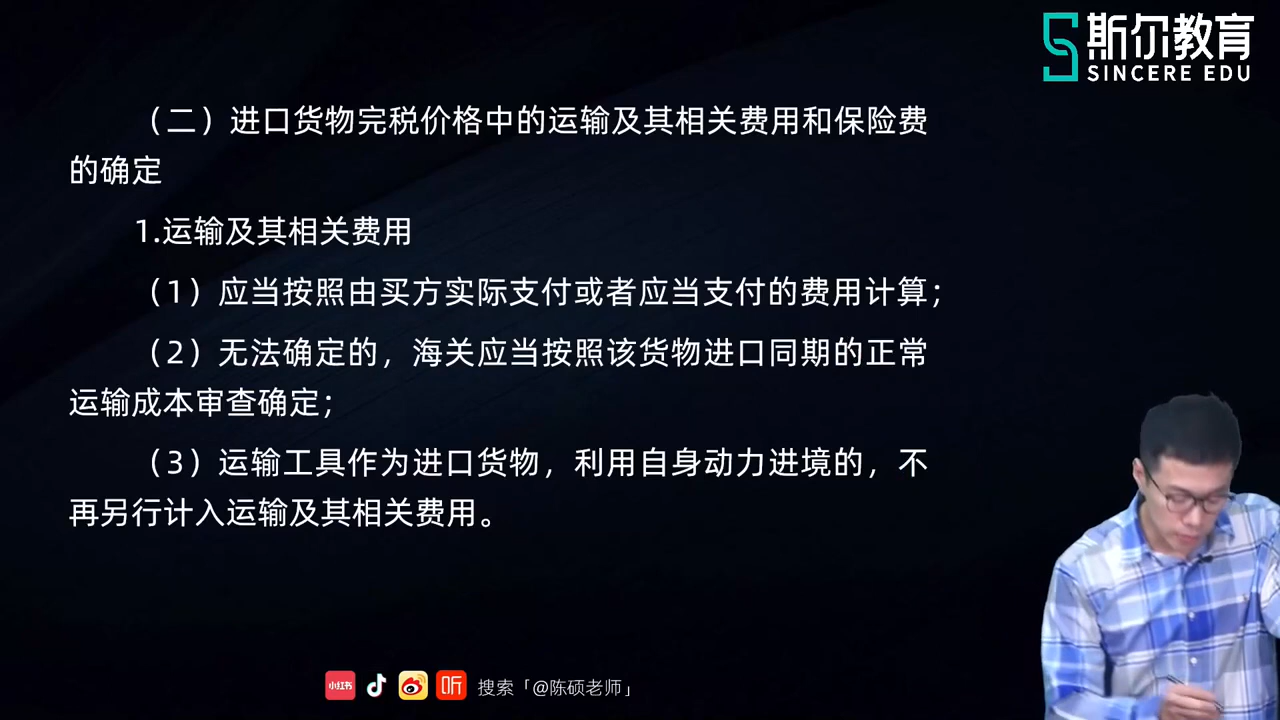 斯尔教育
SINCERE EDU
（二）进口货物完税价格中的运输及其相关费用和保险费
的确定
1.运输及其相关费用
（1）应当按照由买方实际支付或者应当支付的费用计算；
（2）无法确定的，海关应当按照该货物进口同期的正常
运输成本审查确定；
（3）运输工具作为进口货物，利用自身动力进境的，不
再另行计入运输及其相关费用。
小红书 听 搜索「@陈硕老师」